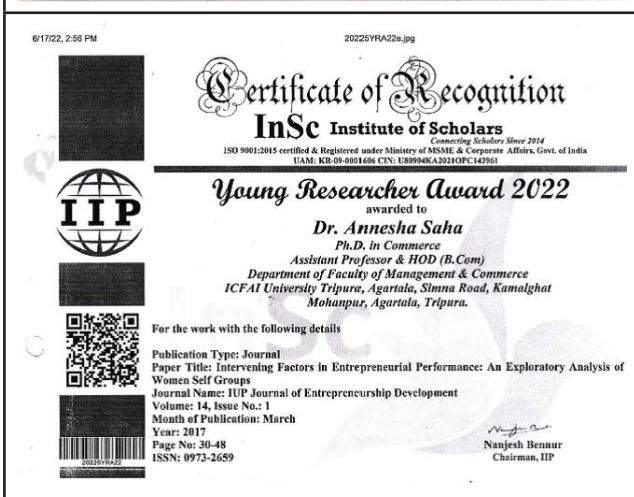 6/17/22, 2:56 PM 20225YRA22e.jpg
Certificate of Recognition
InSc Institute of Scholars
Connecting Scholars Since 2014
ISO 9001:2015 certified & Registered under Ministry of MSME & Corporate Affairs, Govt. of India
UAM: KR-09-0001606 CIN: U80904KA2021OPC143961
Young Researcher Award 2022
awarded to
Dr. Annesha Saha
Ph.D. in Commerce
Assistant Professor & HOD (B.Com)
Department of Faculty of Management & Commerce
ICFAI University Tripura, Agartala, Simna Road, Kamalghat
Mohanpur, Agartala, Tripura.
IIP
InSc
For the work with the following details
Publication Type: Journal
Paper Title: Intervening Factors in Entrepreneurial Performance: An Exploratory Analysis of
Women Self Groups
Journal Name: IUP Journal of Entrepreneurship Development
Volume: 14, Issue No.: 1
Month of Publication: March
Year: 2017
Page No: 30-48
ISSN: 0973-2659
Nanjesh Bennur
Chairman, IIP
20225YRA22